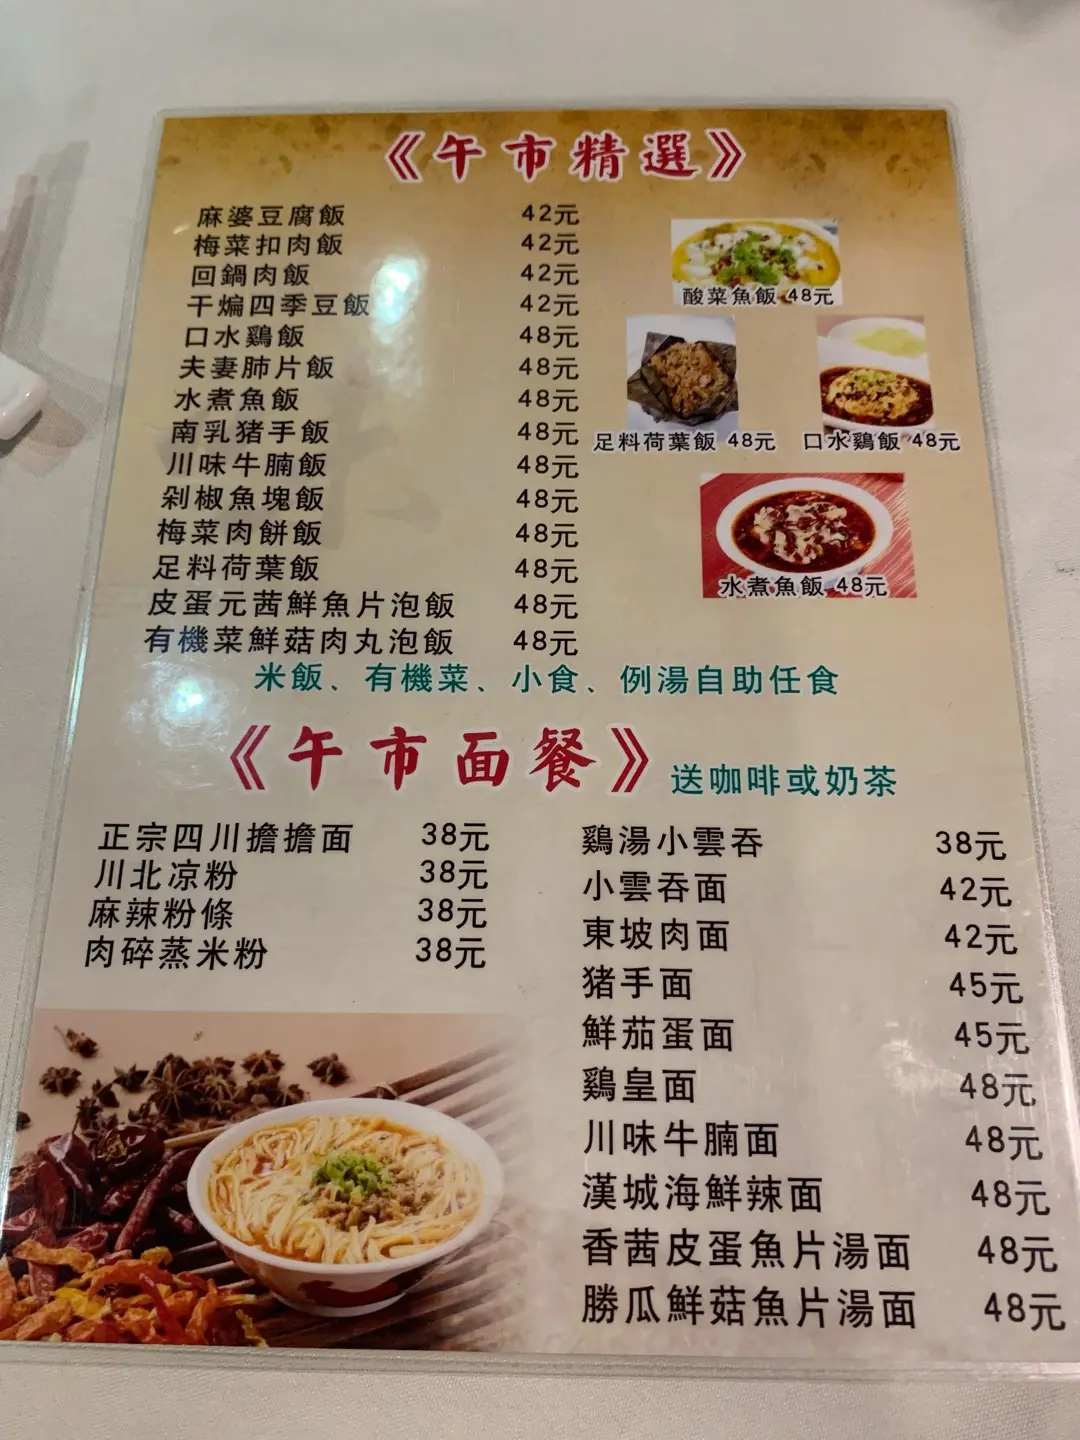 《午市精選》
麻婆豆腐飯 42元
梅菜扣肉飯 42元
回鍋肉飯 42元
干煸四季豆飯 42元
口水鷄飯 48元
夫妻肺片飯 48元
水煮魚飯 48元
南乳猪手飯 48元
川味牛腩飯 48元
剁椒魚塊飯 48元
梅菜肉餅飯 48元
足料荷葉飯 48元
皮蛋元茜鮮魚片泡飯 48元
有機菜鮮菇肉丸泡飯 48元
酸菜魚飯 48元
足料荷葉飯 48元
口水鷄飯 48元
水煮魚飯 48元
米飯、有機菜、小食、例湯自助任食
《午市面餐》
送咖啡或奶茶
正宗四川擔擔面 38元
川北凉粉 38元
麻辣粉條 38元
肉碎蒸米粉 38元
鷄湯小雲吞 38元
小雲吞面 42元
東坡肉面 42元
猪手面 45元
鮮茄蛋面 45元
鷄皇面 48元
川味牛腩面 48元
漢城海鮮辣面 48元
香茜皮蛋魚片湯面 48元
勝瓜鮮菇魚片湯面 48元